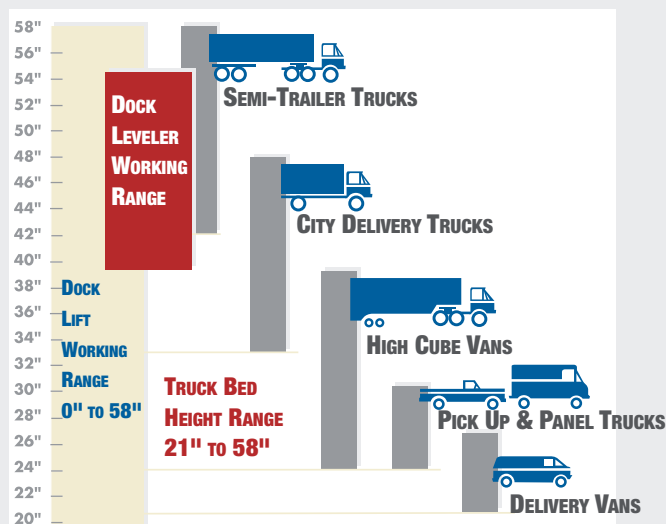 58"
56"
54"
52"
50"
48"
46"
44"
42"
40"
38"
36"
34"
32"
30"
28"
26"
24"
22"
20"
DOCK
LEVELER
WORKING
RANGE
DOCK
LIFT
WORKING
RANGE
0" TO 58"
TRUCK BED
HEIGHT RANGE
21" TO 58"
SEMI-TRAILER TRUCKS
CITY DELIVERY TRUCKS
HIGH CUBE VANS
PICK UP & PANEL TRUCKS
DELIVERY VANS